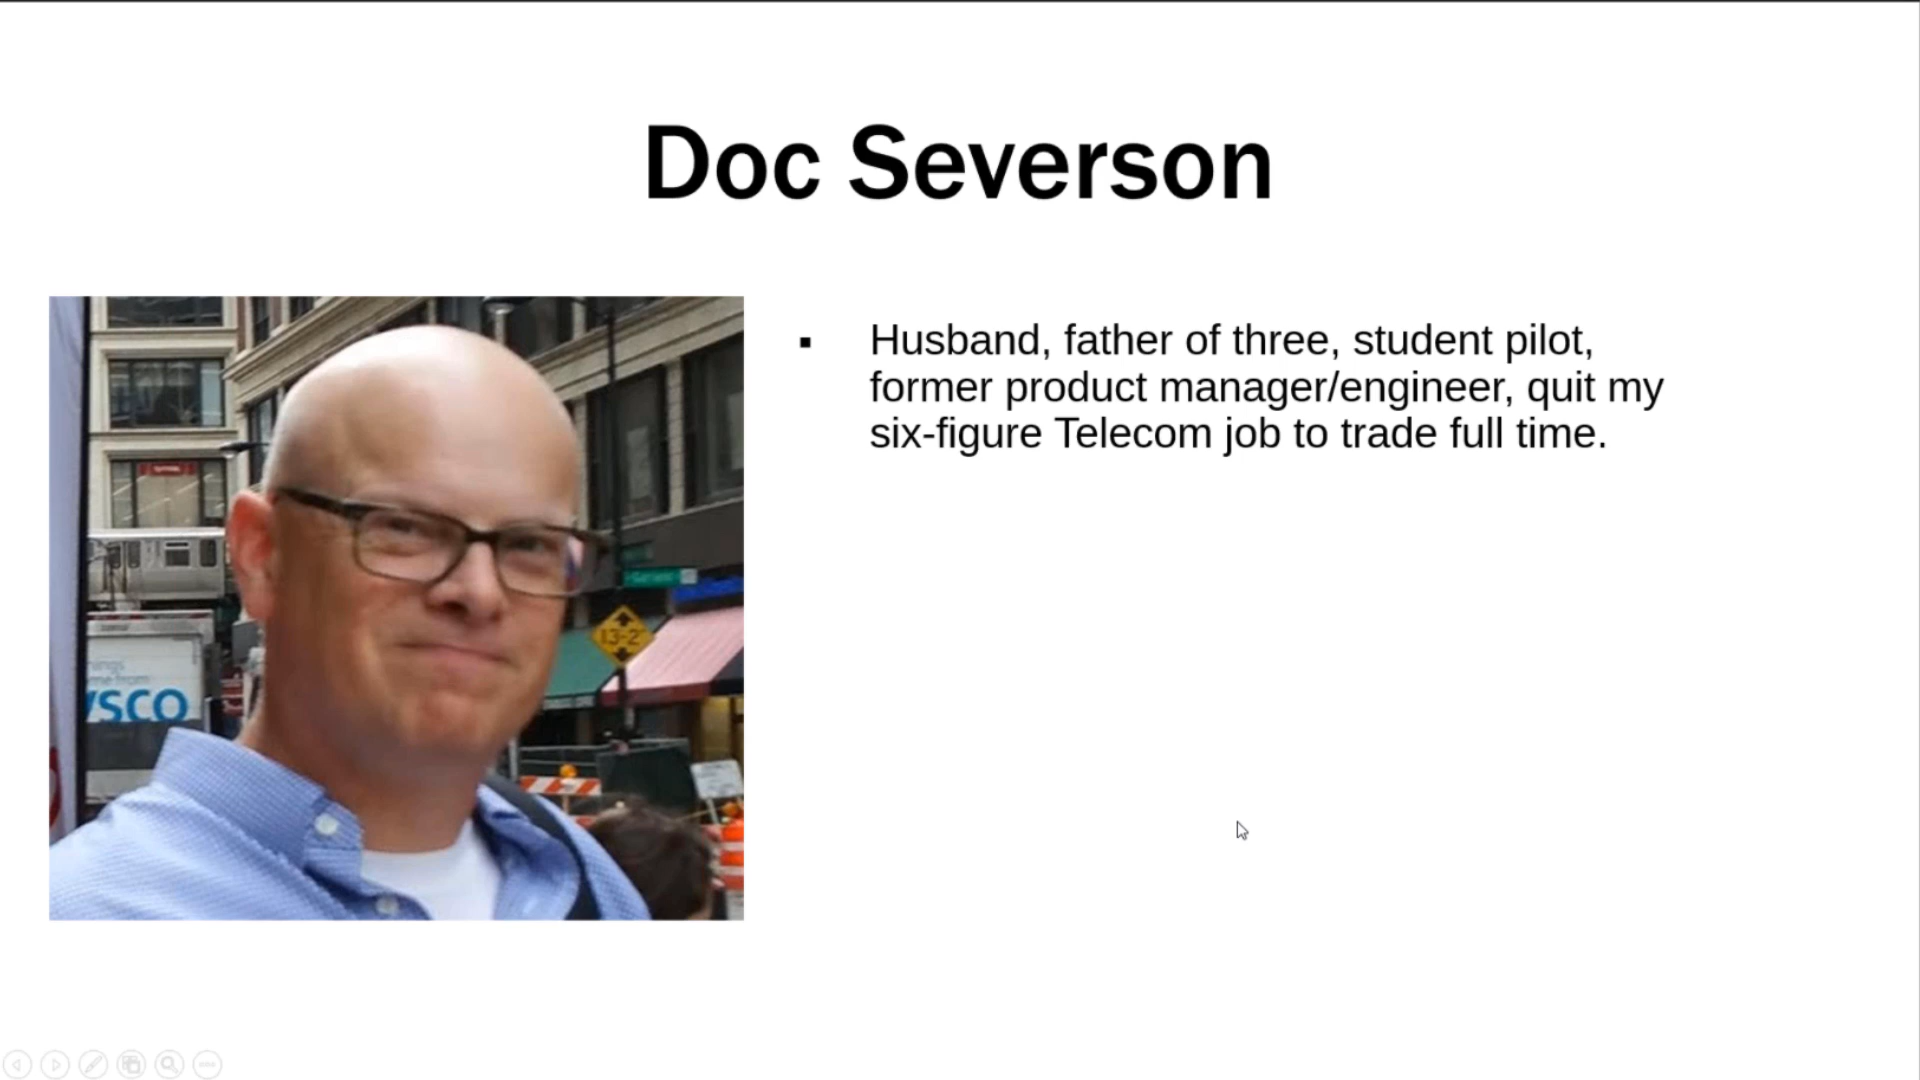 Doc Severson
▪ Husband, father of three, student pilot,
former product manager/engineer, quit my
six-figure Telecom job to trade full time.
VSCO
13-2